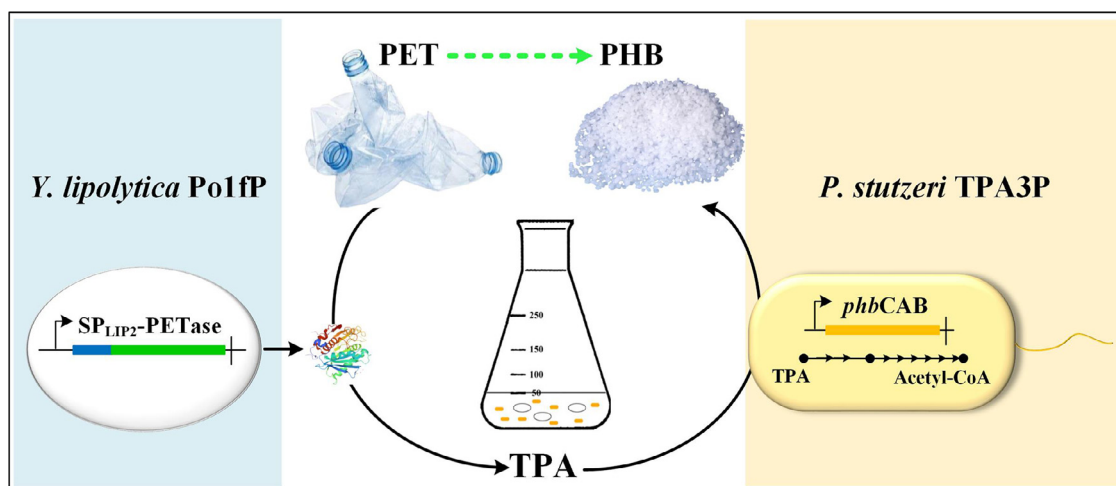 PET
PHB
Y. lipolytica Po1fP
P. stutzeri TPA3P
SPLIP2-PETase
phbCAB
TPA
Acetyl-CoA
250
150
100
50
TPA